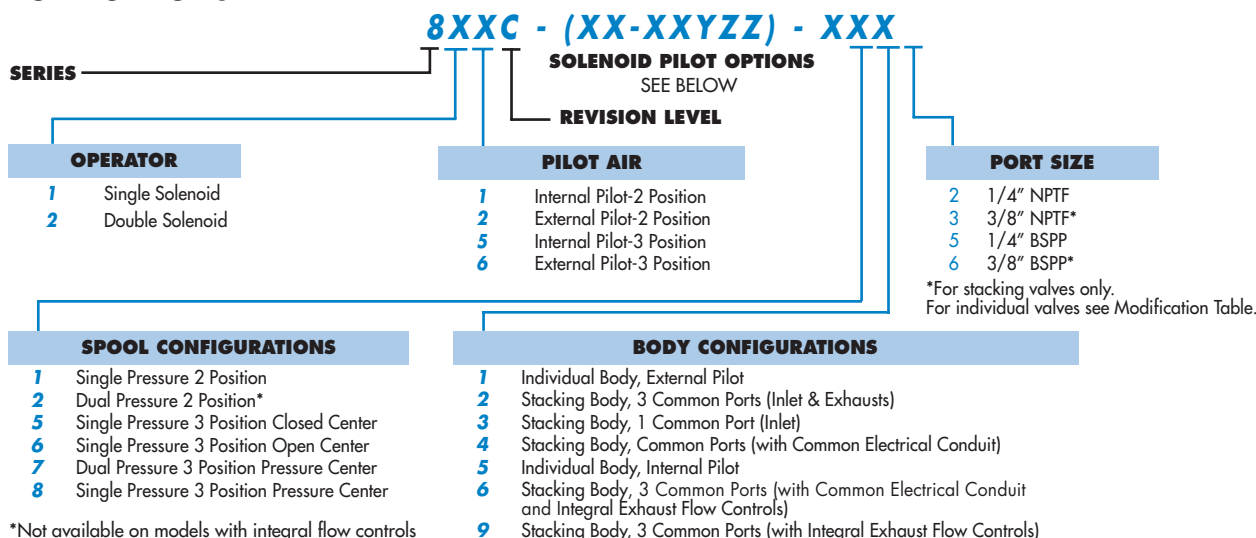 8XXC - (XX-XXYZZ) - XXX
SERIES
SOLENOID PILOT OPTIONS
SEE BELOW
REVISION LEVEL
OPERATOR
1 Single Solenoid
2 Double Solenoid
PILOT AIR
1 Internal Pilot-2 Position
2 External Pilot-2 Position
5 Internal Pilot-3 Position
6 External Pilot-3 Position
PORT SIZE
2 1/4" NPTF
3 3/8" NPTF*
5 1/4" BSPP
6 3/8" BSPP*
*For stacking valves only.
For individual valves see Modification Table.
SPOOL CONFIGURATIONS
1 Single Pressure 2 Position
2 Dual Pressure 2 Position*
5 Single Pressure 3 Position Closed Center
6 Single Pressure 3 Position Open Center
7 Dual Pressure 3 Position Pressure Center
8 Single Pressure 3 Position Pressure Center
*Not available on models with integral flow controls
BODY CONFIGURATIONS
1 Individual Body, External Pilot
2 Stacking Body, 3 Common Ports (Inlet & Exhausts)
3 Stacking Body, 1 Common Port (Inlet)
4 Stacking Body, Common Ports (with Common Electrical Conduit)
5 Individual Body, Internal Pilot
6 Stacking Body, 3 Common Ports (with Common Electrical Conduit
and Integral Exhaust Flow Controls)
9 Stacking Body, 3 Common Ports (with Integral Exhaust Flow Controls)